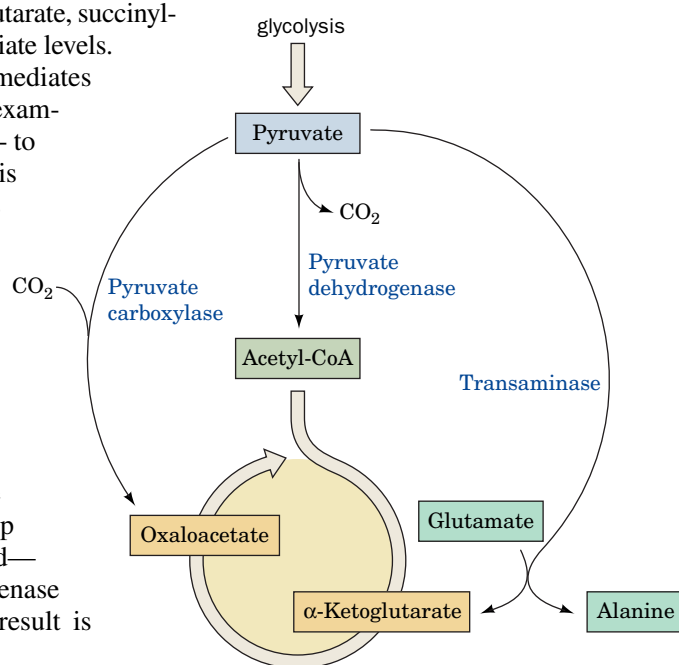 utarate, succinyl-
iate levels.
mediates
exam-
- to
is
p
d—
enase
result is
glycolysis
Pyruvate
CO₂
Pyruvate
dehydrogenase
CO₂
Pyruvate
carboxylase
Acetyl-CoA
Transaminase
Oxaloacetate
Glutamate
α-Ketoglutarate
Alanine